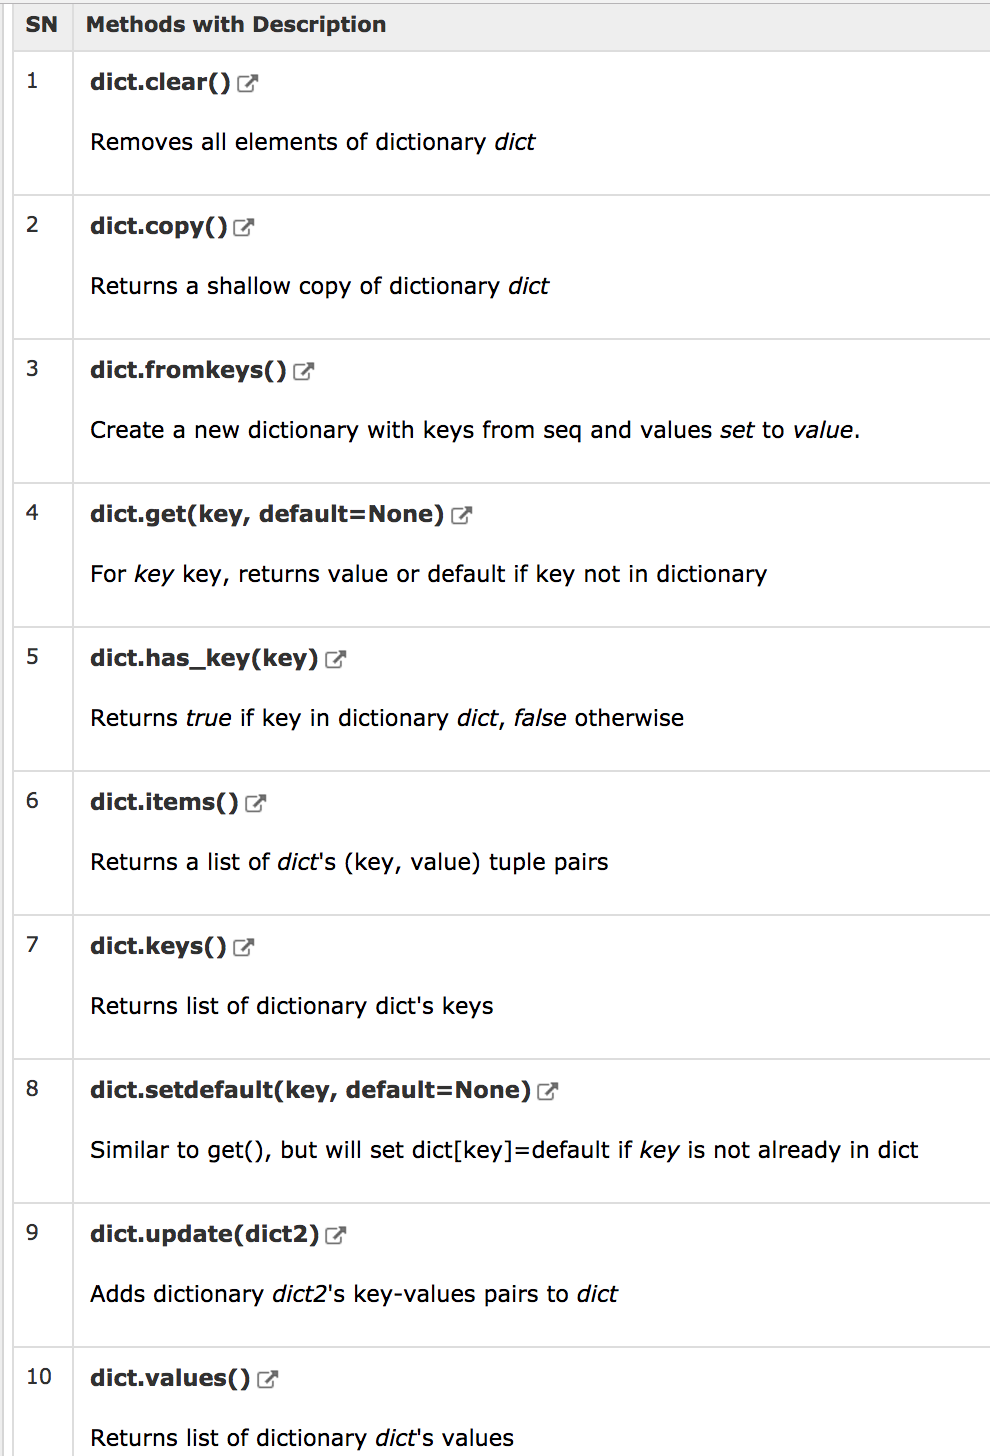 SN Methods with Description
1 dict.clear()
Removes all elements of dictionary dict
2 dict.copy()
Returns a shallow copy of dictionary dict
3 dict.fromkeys()
Create a new dictionary with keys from seq and values set to value.
4 dict.get(key, default=None)
For key key, returns value or default if key not in dictionary
5 dict.has_key(key)
Returns true if key in dictionary dict, false otherwise
6 dict.items()
Returns a list of dict's (key, value) tuple pairs
7 dict.keys()
Returns list of dictionary dict's keys
8 dict.setdefault(key, default=None)
Similar to get(), but will set dict[key]=default if key is not already in dict
9 dict.update(dict2)
Adds dictionary dict2's key-values pairs to dict
10 dict.values()
Returns list of dictionary dict's values